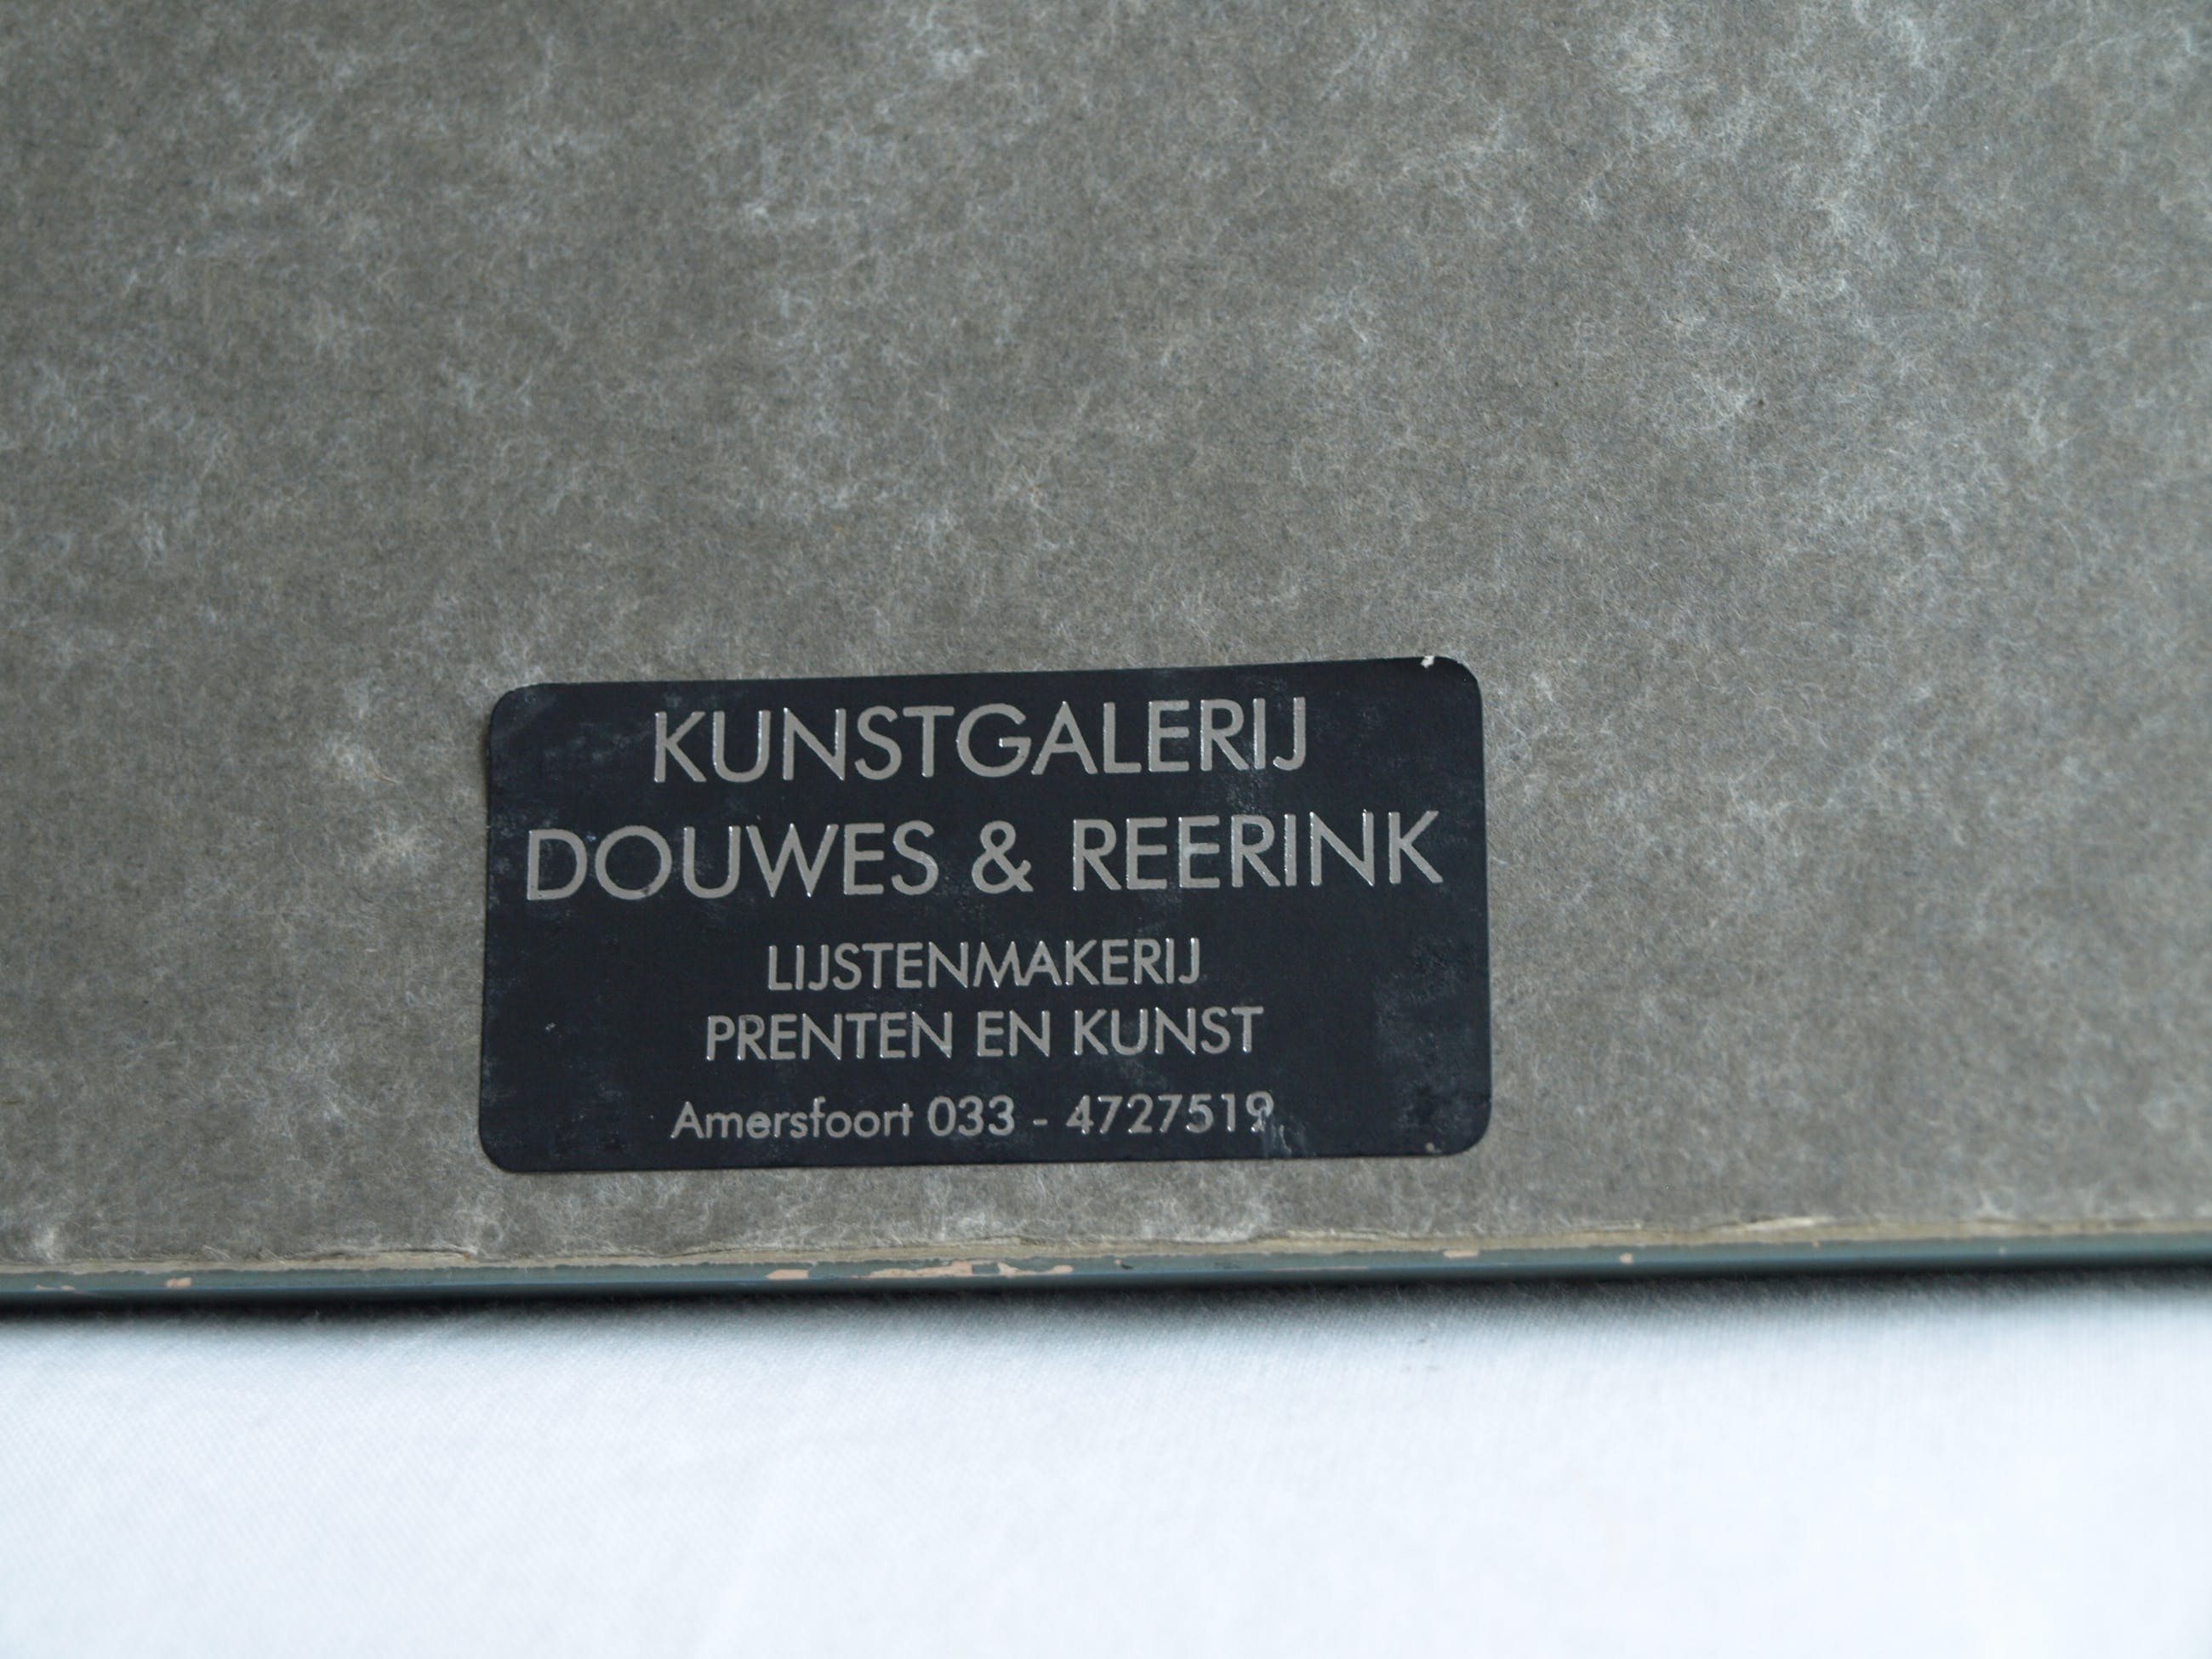 KUNSTGALERIJ
DOUWES & REERINK
LIJSTENMAKERIJ
PRENTEN EN KUNST
Amersfoort 033 - 4727519